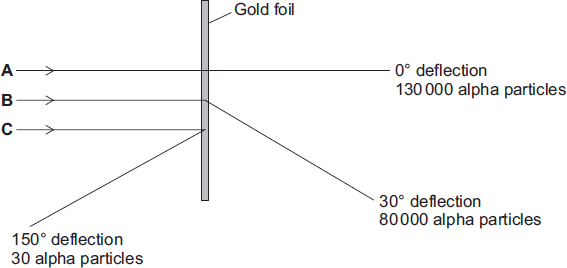 Gold foil
A
0° deflection
130 000 alpha particles
B
C
30° deflection
80 000 alpha particles
150° deflection
30 alpha particles